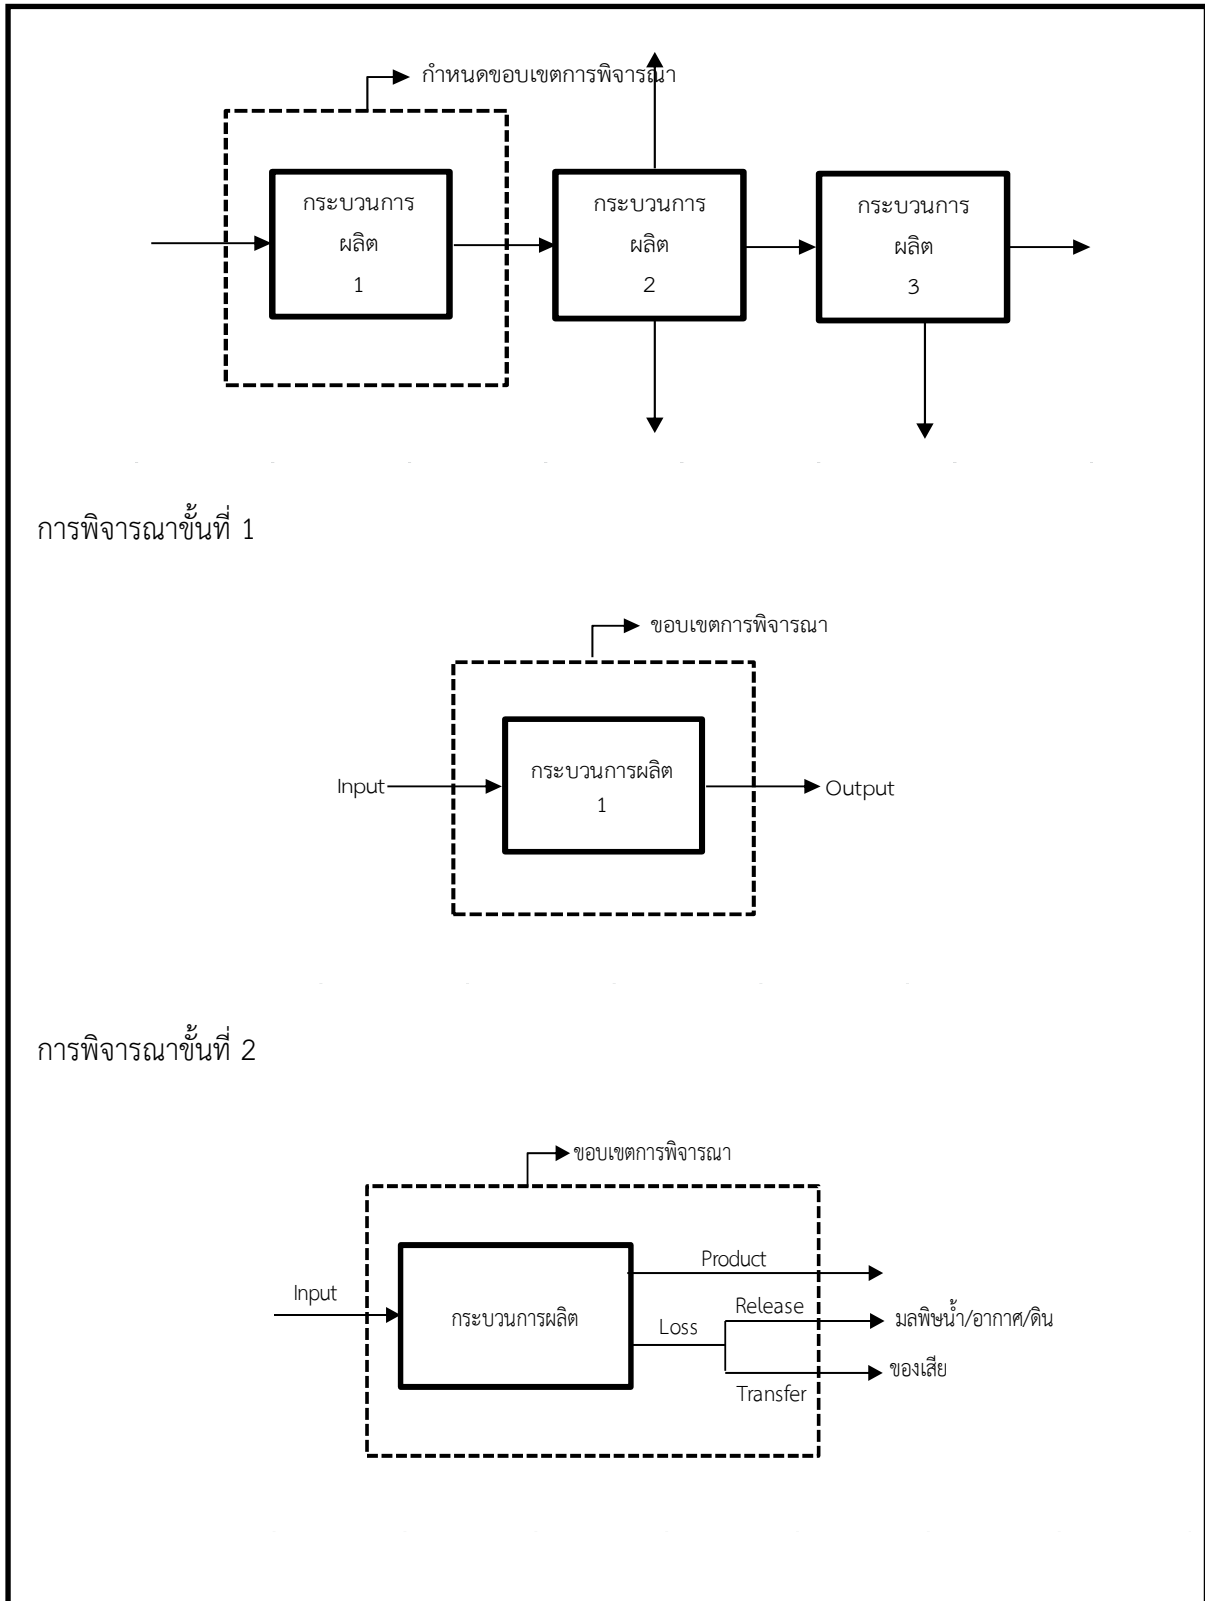 กำหนดขอบเขตการพิจารณา
กระบวนการ
ผลิต
1
กระบวนการ
ผลิต
2
กระบวนการ
ผลิต
3
การพิจารณาขั้นที่ 1
ขอบเขตการพิจารณา
Input
กระบวนการผลิต
1
Output
การพิจารณาขั้นที่ 2
ขอบเขตการพิจารณา
Input
กระบวนการผลิต
Product
Loss
Release
มลพิษน้ำ/อากาศ/ดิน
Transfer
ของเสีย